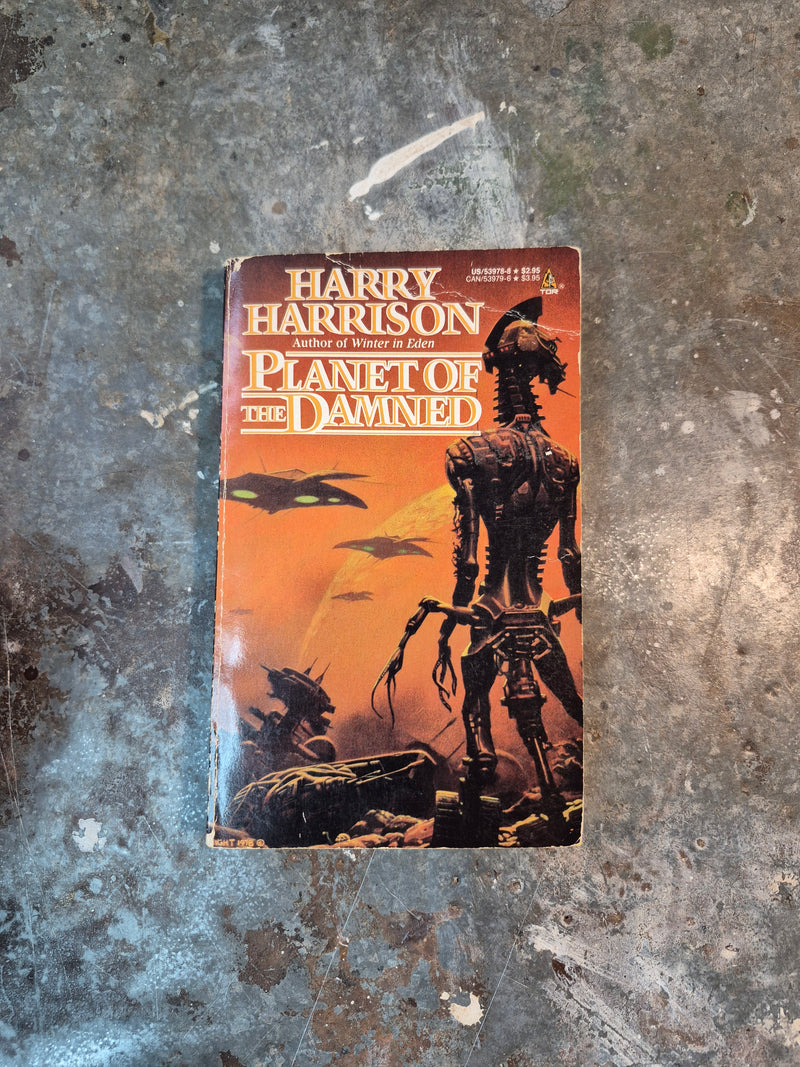 HARRY
HARRISON
Author of Winter in Eden
PLANET OF
THE DAMNED
US/53978-8 ★ $2.95
CAN/53979-6 ★ $3.95
TOR®